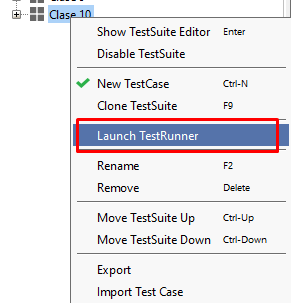 Clase 10
Show TestSuite Editor Enter
Disable TestSuite
New TestCase Ctrl-N
Clone TestSuite F9
Launch TestRunner
Rename F2
Remove Delete
Move TestSuite Up Ctrl-Up
Move TestSuite Down Ctrl-Down
Export
Import Test Case